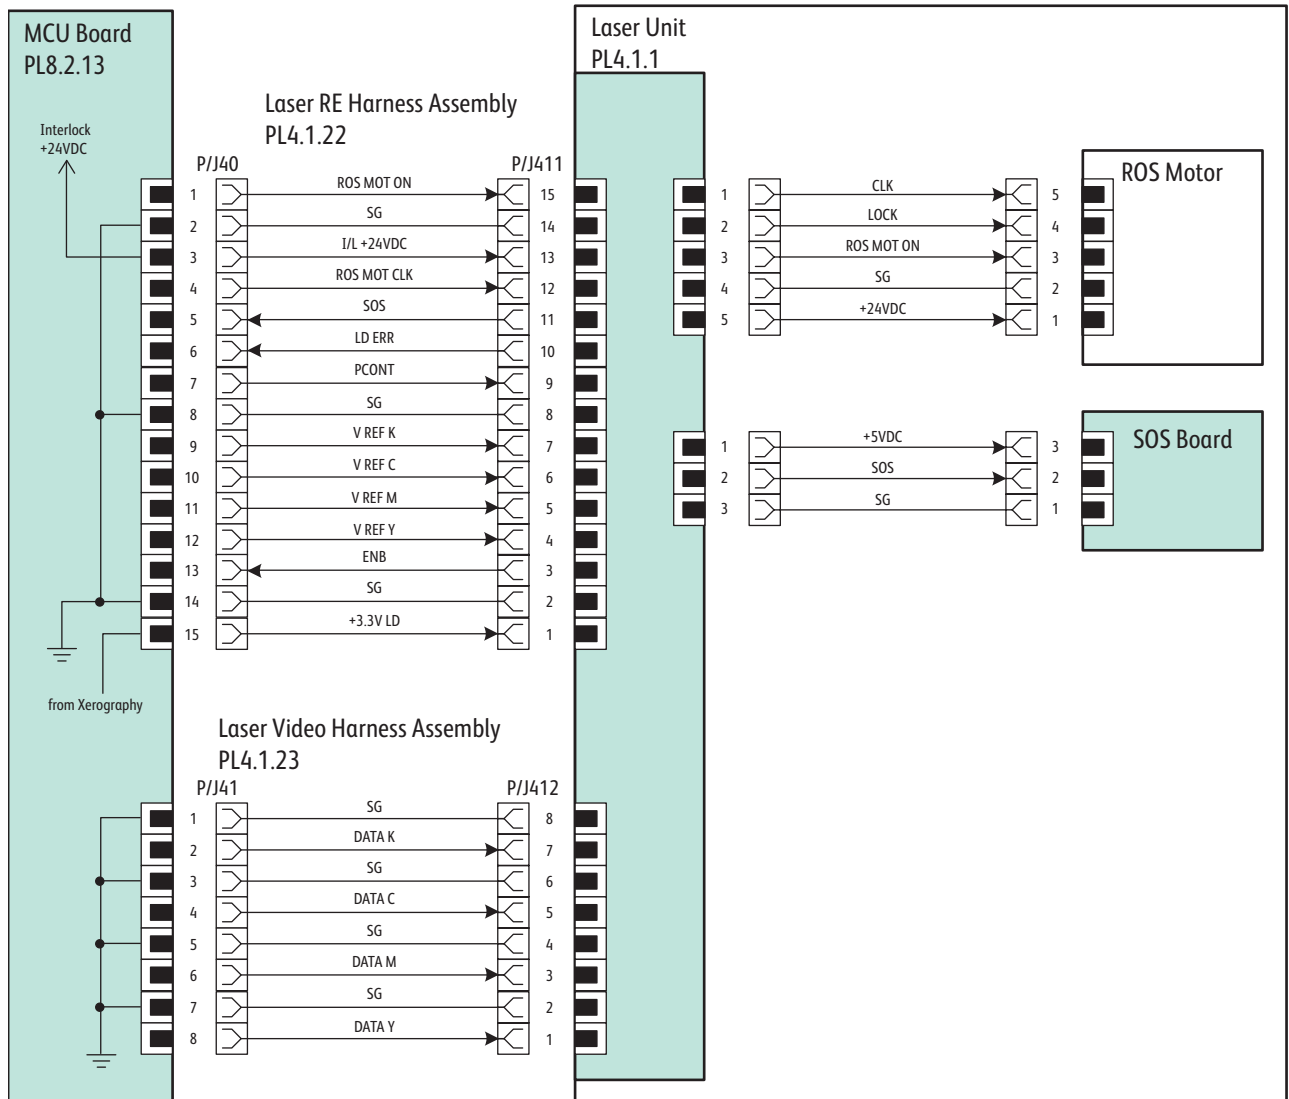 MCU Board
PL8.2.13
Laser Unit
PL4.1.1
Laser RE Harness Assembly
PL4.1.22
Interlock
+24VDC
P/J40
P/J411
1 ROS MOT ON 15
2 SG 14
3 I/L +24VDC 13
4 ROS MOT CLK 12
5 SOS 11
6 LD ERR 10
7 PCONT 9
8 SG 8
9 V REF K 7
10 V REF C 6
11 V REF M 5
12 V REF Y 4
13 ENB 3
14 SG 2
15 +3.3V LD 1
from Xerography
ROS Motor
1 CLK 5
2 LOCK 4
3 ROS MOT ON 3
4 SG 2
5 +24VDC 1
SOS Board
1 +5VDC 3
2 SOS 2
3 SG 1
Laser Video Harness Assembly
PL4.1.23
P/J41
P/J412
1 SG 8
2 DATA K 7
3 SG 6
4 DATA C 5
5 SG 4
6 DATA M 3
7 SG 2
8 DATA Y 1